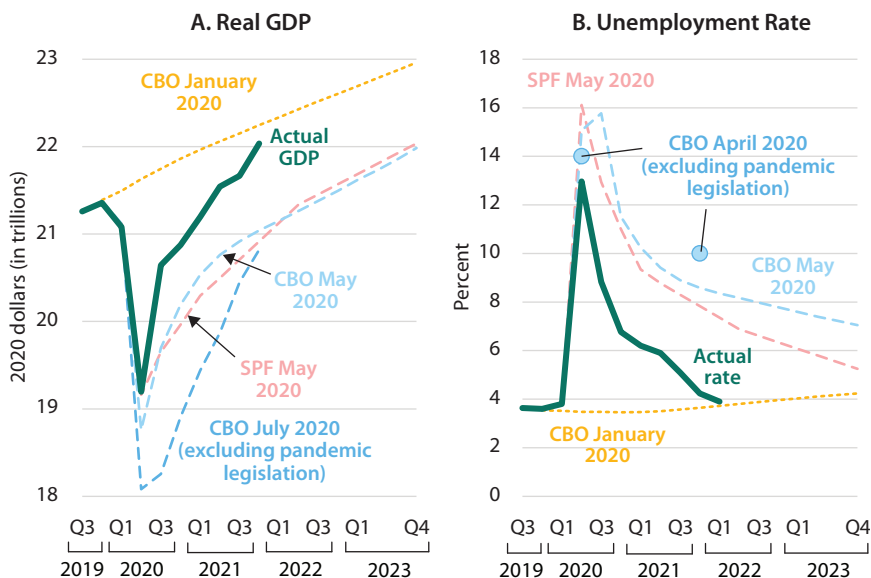 A. Real GDP
2020 dollars (in trillions)
23
22
21
20
19
18
CBO January
2020
Actual
GDP
CBO May
2020
SPF May
2020
CBO July 2020
(excluding pandemic
legislation)
Q3 Q1 Q3 Q1 Q3 Q1 Q3 Q1 Q4
2019 2020 2021 2022 2023
B. Unemployment Rate
Percent
18
16
14
12
10
8
6
4
2
0
SPF May 2020
CBO April 2020
(excluding pandemic
legislation)
CBO May
2020
Actual
rate
CBO January
2020
Q3 Q1 Q3 Q1 Q3 Q1 Q3 Q1 Q4
2019 2020 2021 2022 2023